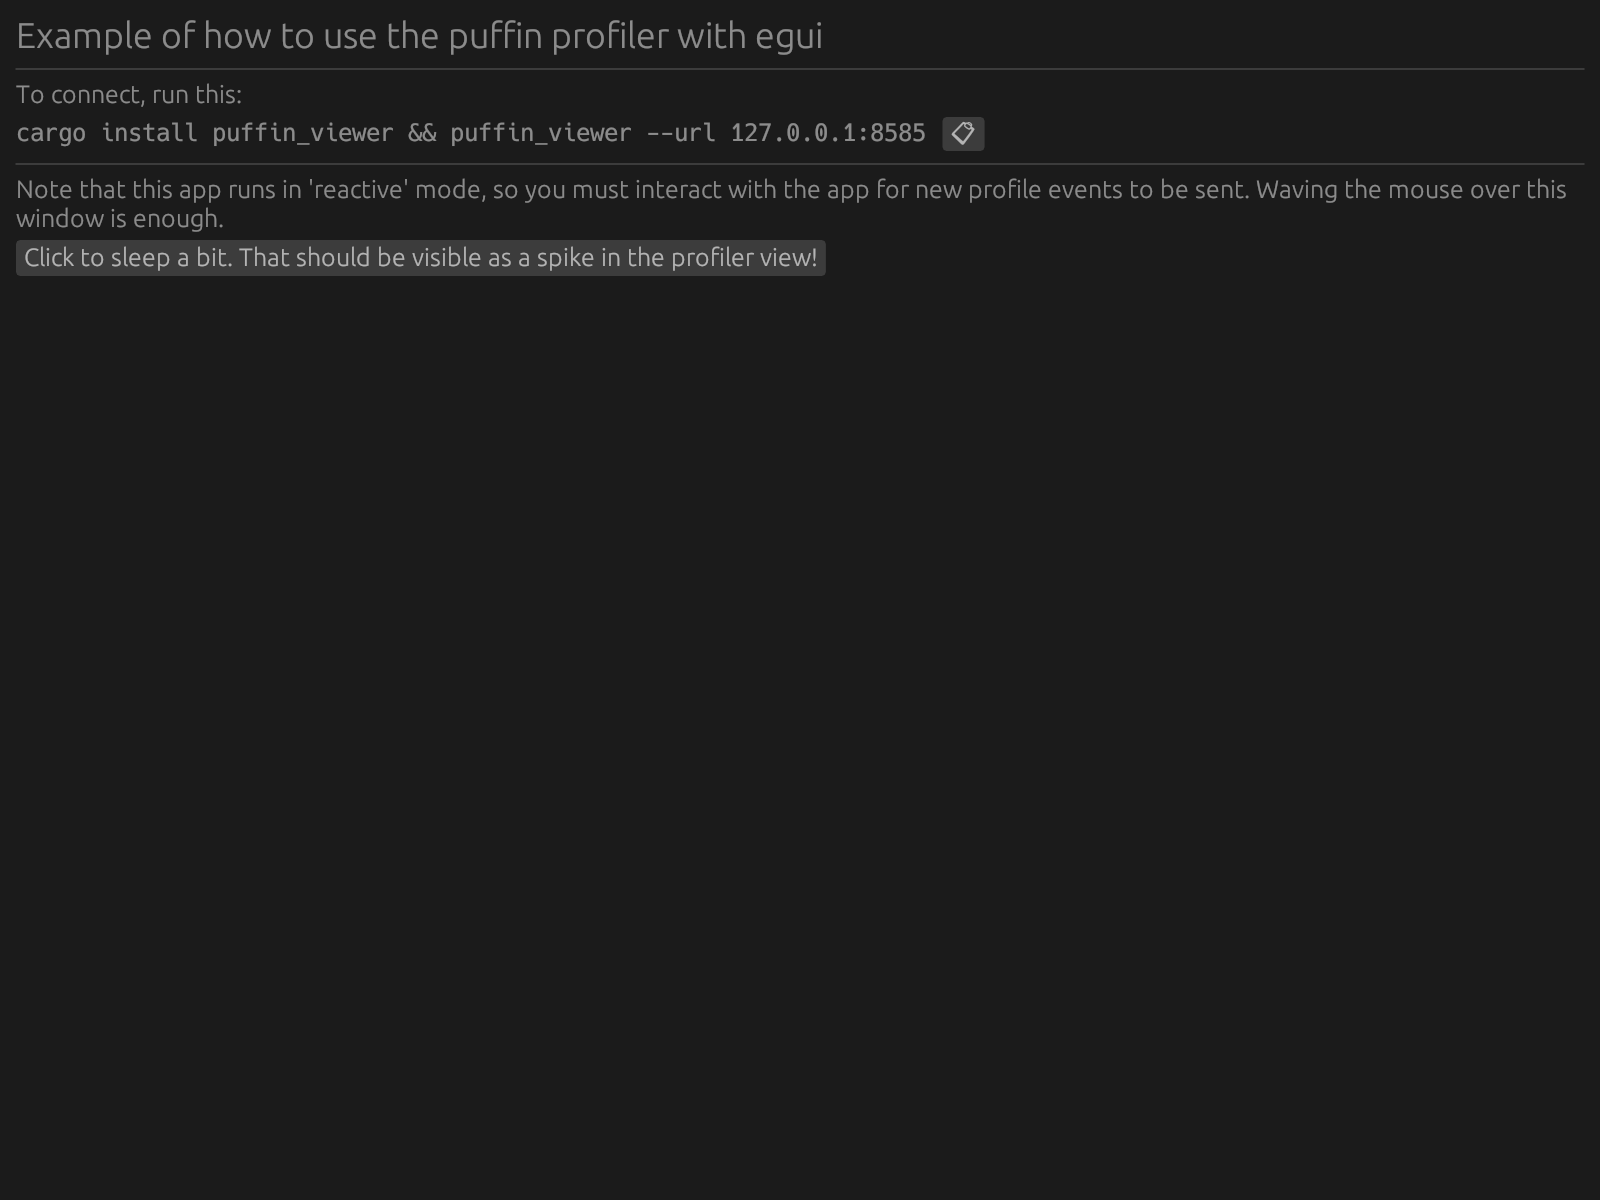 Example of how to use the puffin profiler with egui
To connect, run this:
cargo install puffin_viewer && puffin_viewer --url 127.0.0.1:8585
Note that this app runs in 'reactive' mode, so you must interact with the app for new profile events to be sent. Waving the mouse over this
window is enough.
Click to sleep a bit. That should be visible as a spike in the profiler view!